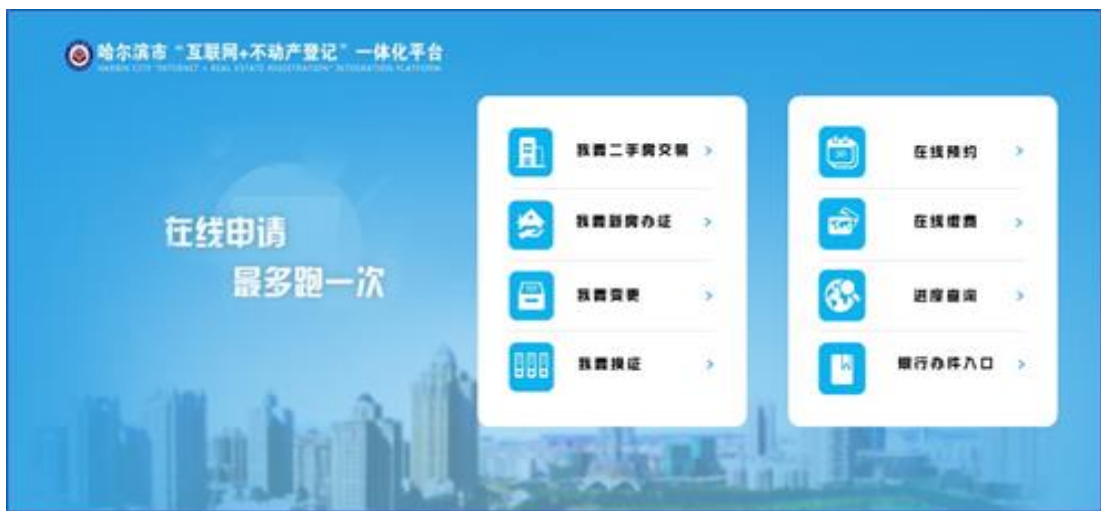 哈尔滨市“互联网+不动产登记”一体化平台
HARBIN CITY "INTERNET + REAL ESTATE REGISTRATION" INTEGRATION PLATFORM
在线申请
最多跑一次
我要二手房交易
我要新房办证
我要变更
我要换证
在线预约
在线缴费
进度查询
银行办件入口